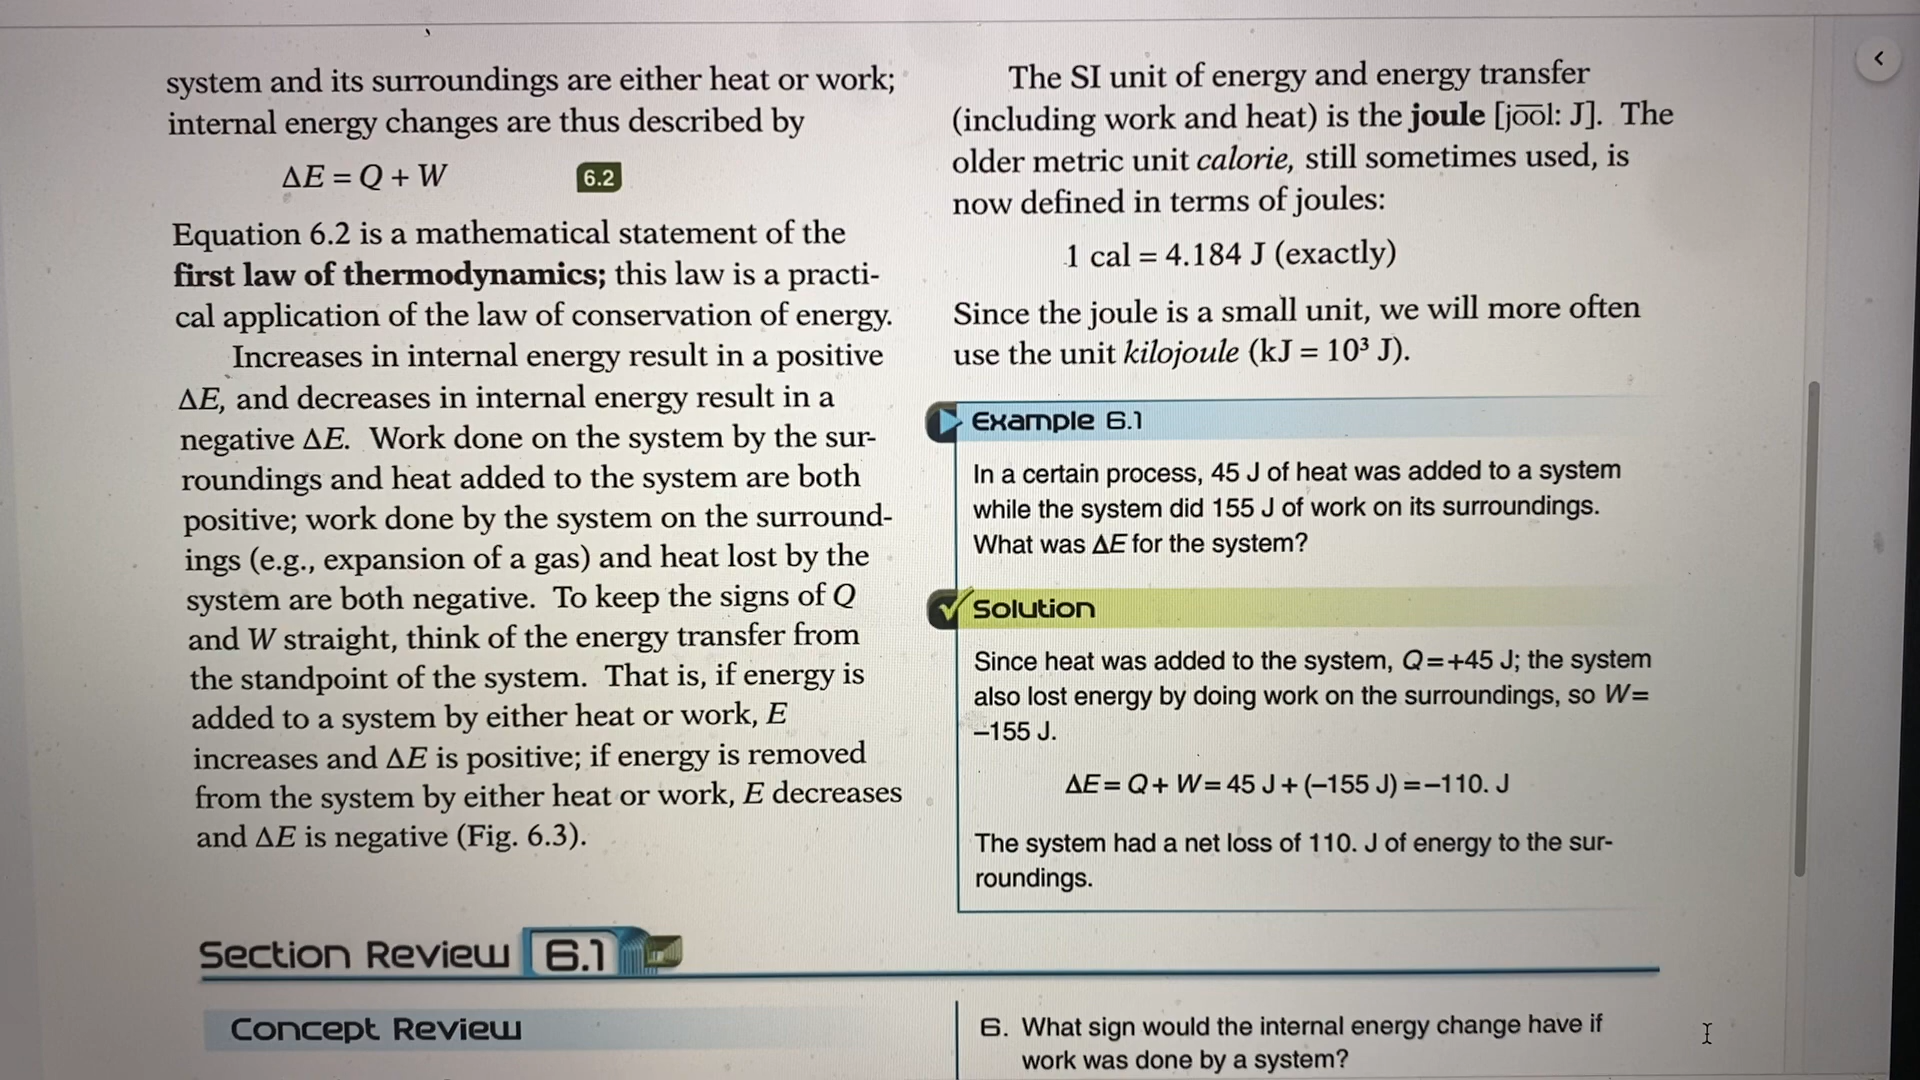 system and its surroundings are either heat or work;
internal energy changes are thus described by
ΔE = Q + W 6.2
Equation 6.2 is a mathematical statement of the
first law of thermodynamics; this law is a practi-
cal application of the law of conservation of energy.
Increases in internal energy result in a positive
ΔE, and decreases in internal energy result in a
negative ΔE. Work done on the system by the sur-
roundings and heat added to the system are both
positive; work done by the system on the surround-
ings (e.g., expansion of a gas) and heat lost by the
system are both negative. To keep the signs of Q
and W straight, think of the energy transfer from
the standpoint of the system. That is, if energy is
added to a system by either heat or work, E
increases and ΔE is positive; if energy is removed
from the system by either heat or work, E decreases
and ΔE is negative (Fig. 6.3).
The SI unit of energy and energy transfer
(including work and heat) is the joule [jo͞ol: J]. The
older metric unit calorie, still sometimes used, is
now defined in terms of joules:
1 cal = 4.184 J (exactly)
Since the joule is a small unit, we will more often
use the unit kilojoule (kJ = 10³ J).
Example 6.1
In a certain process, 45 J of heat was added to a system
while the system did 155 J of work on its surroundings.
What was ΔE for the system?
Solution
Since heat was added to the system, Q=+45 J; the system
also lost energy by doing work on the surroundings, so W=
–155 J.
ΔE= Q+ W= 45 J+(–155 J) =–110. J
The system had a net loss of 110. J of energy to the sur-
roundings.
Section Review 6.1
Concept Review
6. What sign would the internal energy change have if
work was done by a system?